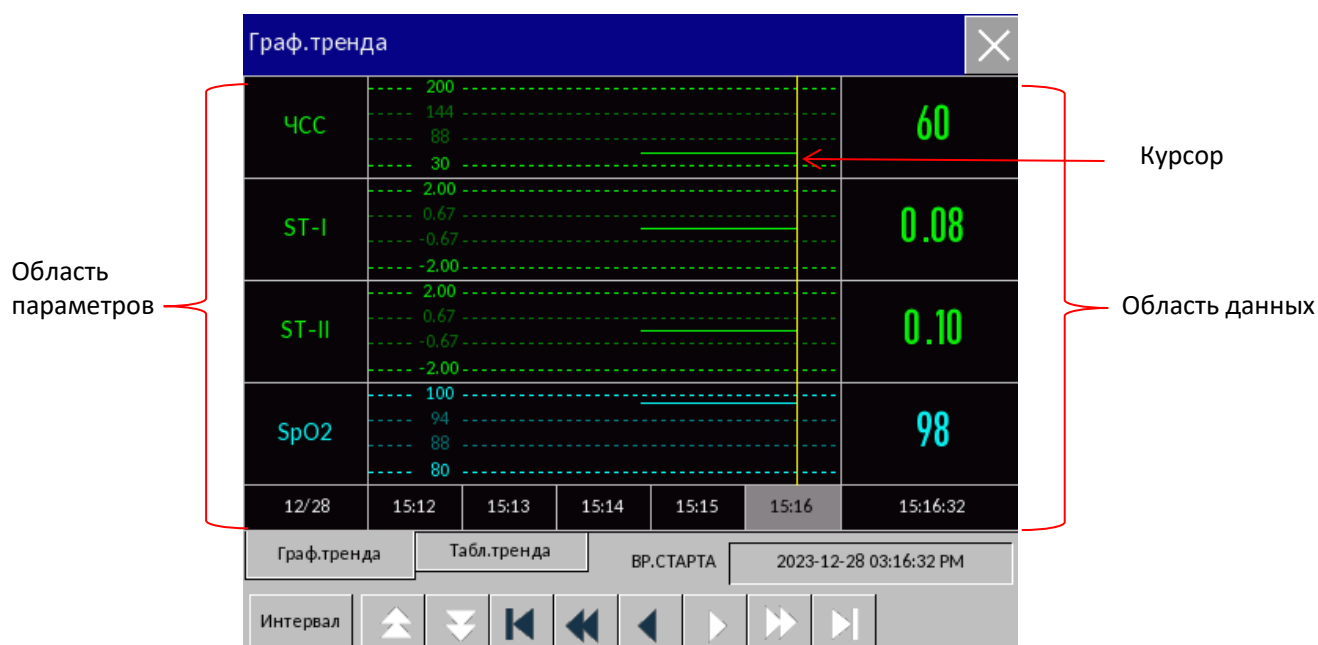 Граф.тренда
ЧСС
200
144
88
30
60
Курсор
ST-I
2.00
0.67
-0.67
-2.00
0.08
Область
параметров
ST-II
2.00
0.67
-0.67
-2.00
0.10
Область данных
SpO2
100
94
88
80
98
12/28 15:12 15:13 15:14 15:15 15:16 15:16:32
Граф.тренда Табл.тренда ВР.СТАРТА 2023-12-28 03:16:32 PM
Интервал